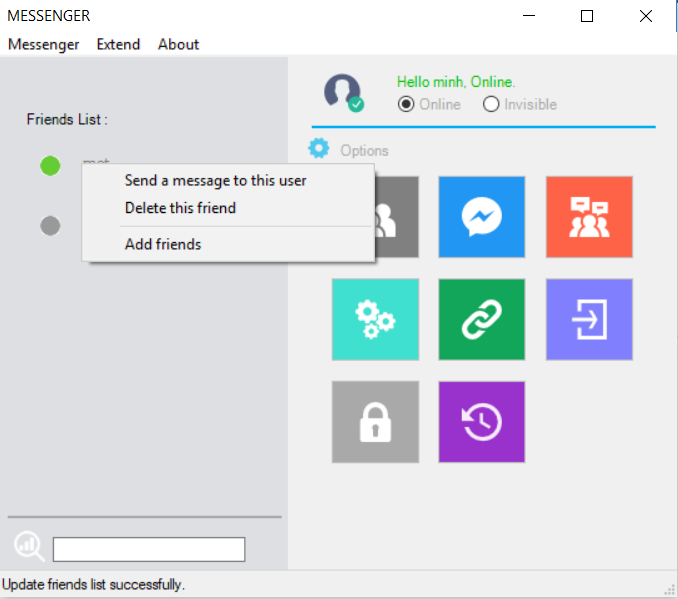 MESSENGER
Messenger Extend About
Hello minh, Online.
Online Invisible
Friends List :
Options
Send a message to this user
Delete this friend
Add friends
Update friends list successfully.